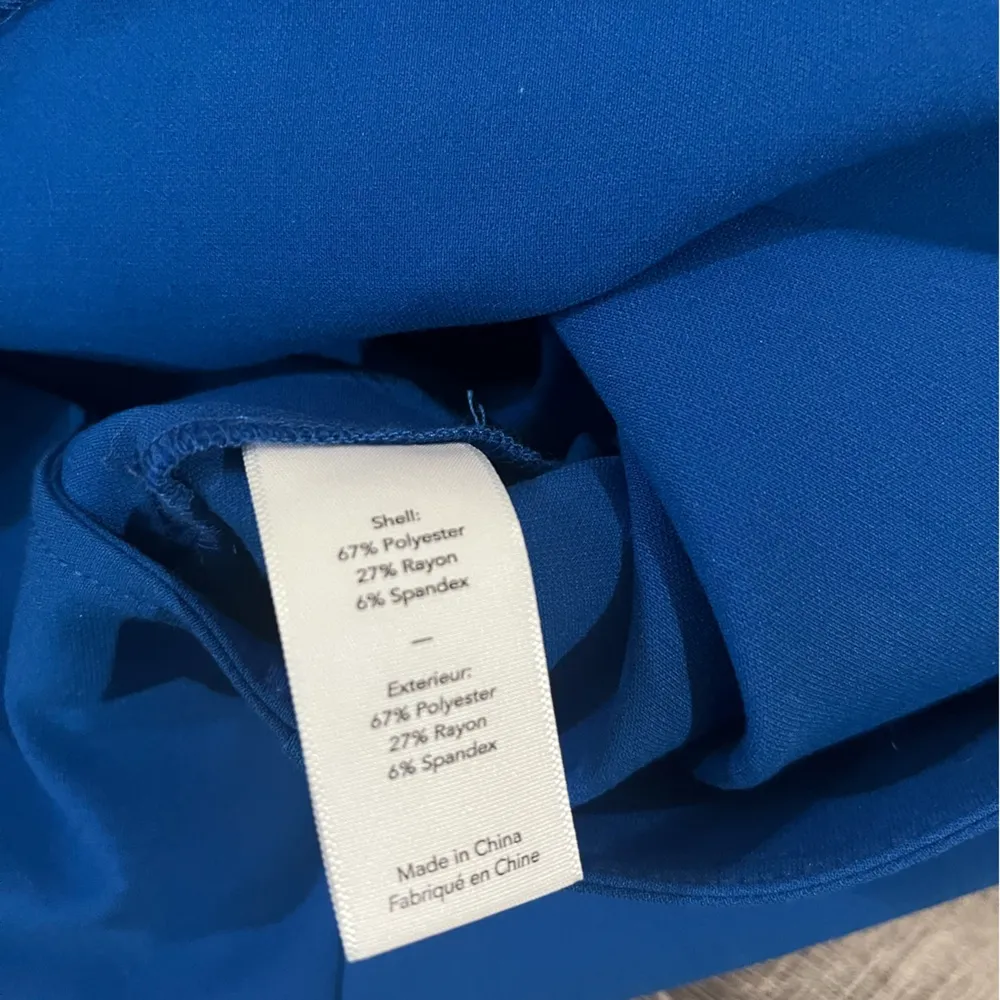 Shell:
67% Polyester
27% Rayon
6% Spandex
—
Exterieur:
67% Polyester
27% Rayon
6% Spandex
Made in China
Fabriqué en Chine